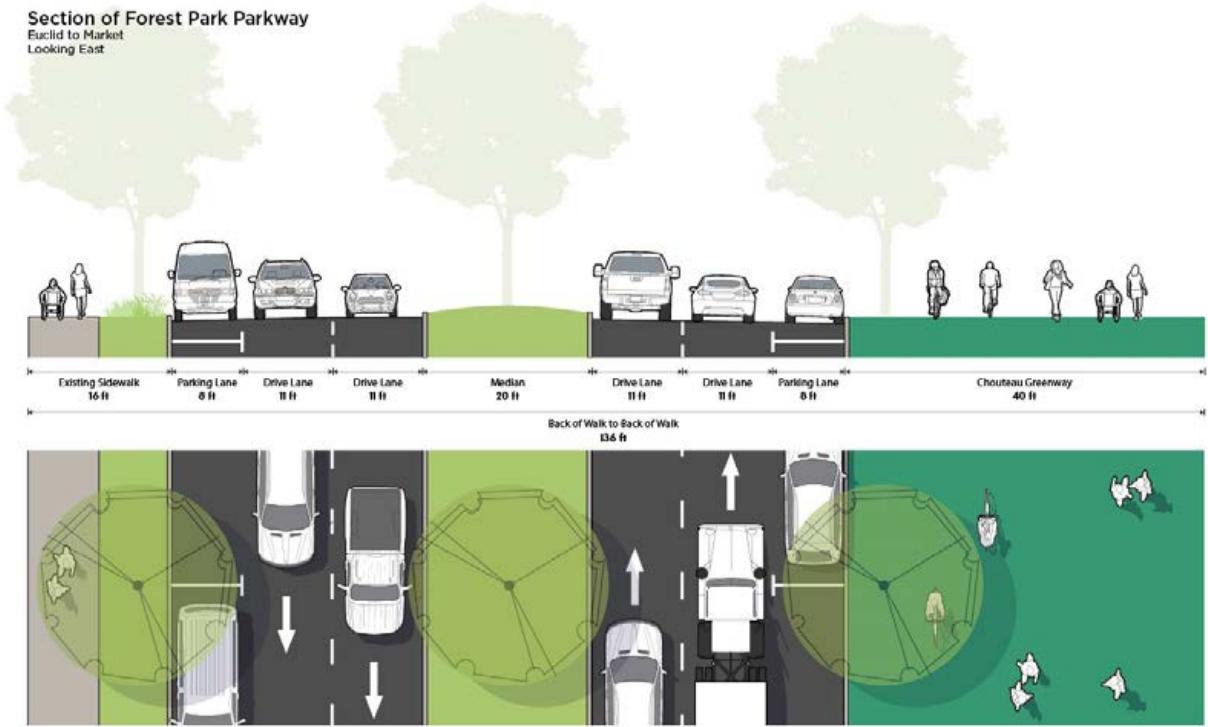 Section of Forest Park Parkway
Euclid to Market
Looking East
Existing Sidewalk
16 ft
Parking Lane
8 ft
Drive Lane
11 ft
Drive Lane
11 ft
Median
20 ft
Drive Lane
11 ft
Drive Lane
11 ft
Parking Lane
8 ft
Chouteau Greenway
40 ft
Back of Walk to Back of Walk
136 ft